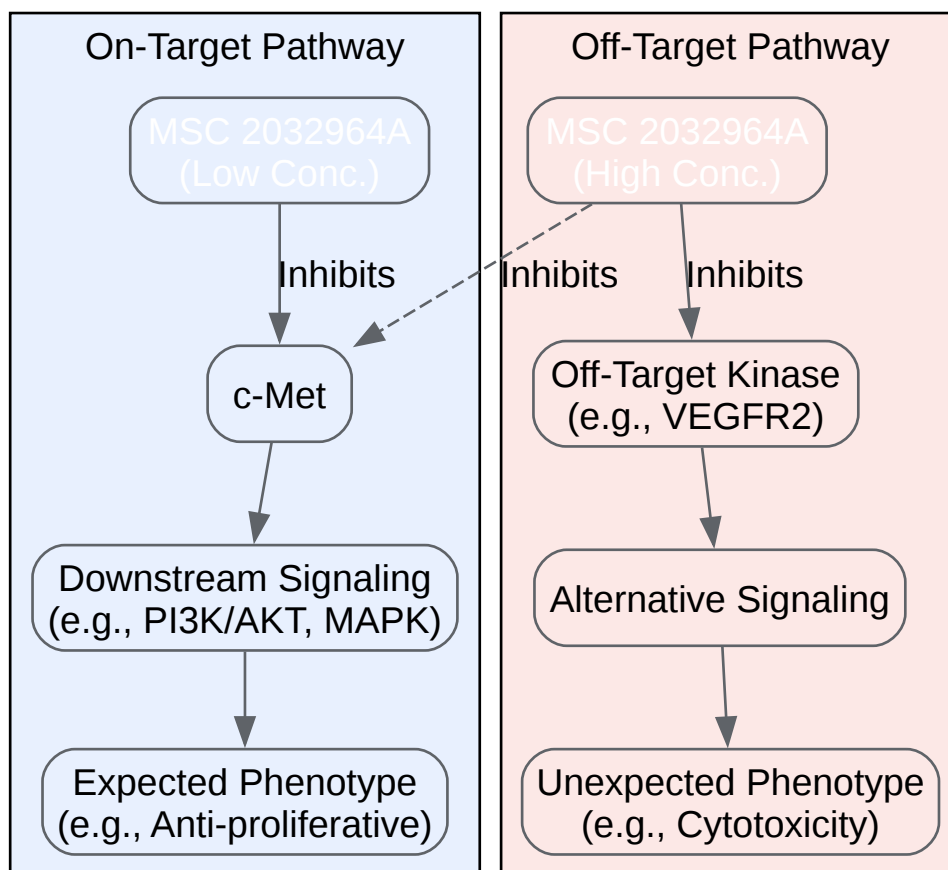 On-Target Pathway
Off-Target Pathway
MSC 2032964A
(Low Conc.)
MSC 2032964A
(High Conc.)
Inhibits
Inhibits
Inhibits
c-Met
Off-Target Kinase
(e.g., VEGFR2)
Downstream Signaling
(e.g., PI3K/AKT, MAPK)
Alternative Signaling
Expected Phenotype
(e.g., Anti-proliferative)
Unexpected Phenotype
(e.g., Cytotoxicity)